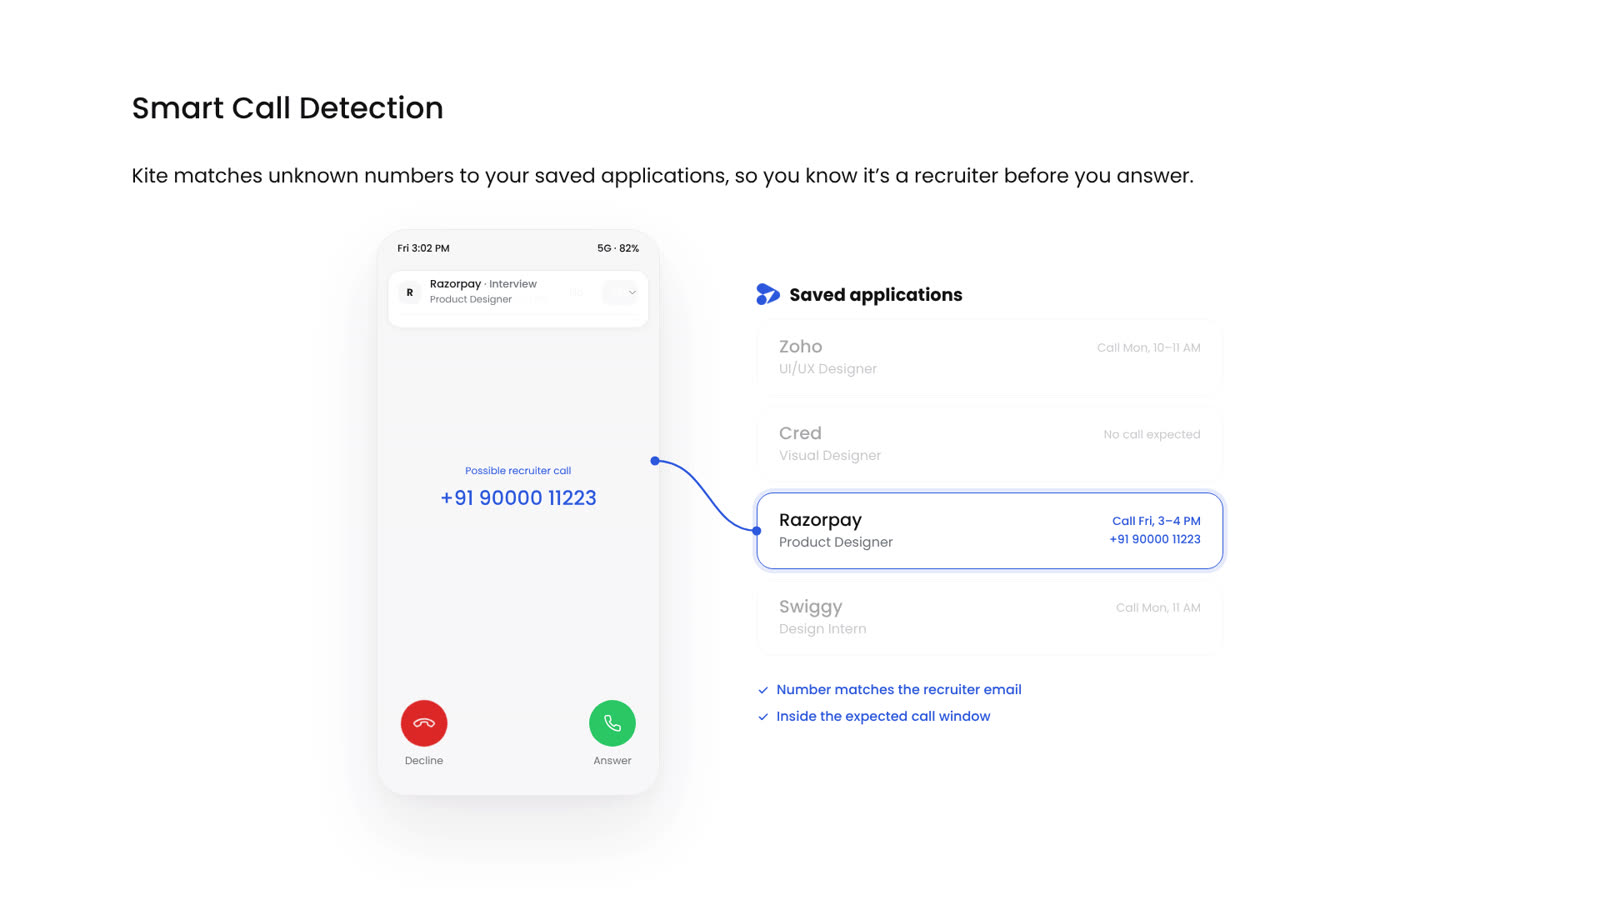 Smart Call Detection
Kite matches unknown numbers to your saved applications, so you know it’s a recruiter before you answer.
Fri 3:02 PM
5G · 82%
R
Razorpay · Interview
Product Designer
Possible recruiter call
+91 90000 11223
Decline
Answer
Saved applications
Zoho
Call Mon, 10–11 AM
UI/UX Designer
Cred
No call expected
Visual Designer
Razorpay
Call Fri, 3–4 PM
Product Designer
+91 90000 11223
Swiggy
Call Mon, 11 AM
Design Intern
Number matches the recruiter email
Inside the expected call window